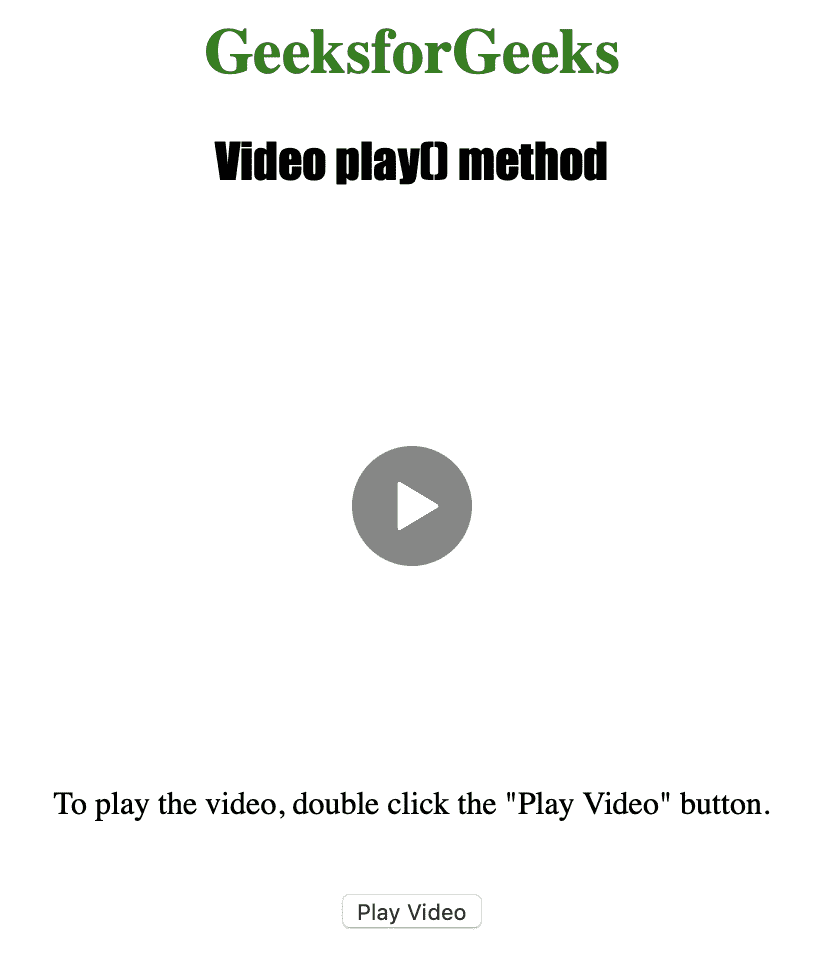 GeeksforGeeks
Video play() method
To play the video, double click the "Play Video" button.
Play Video